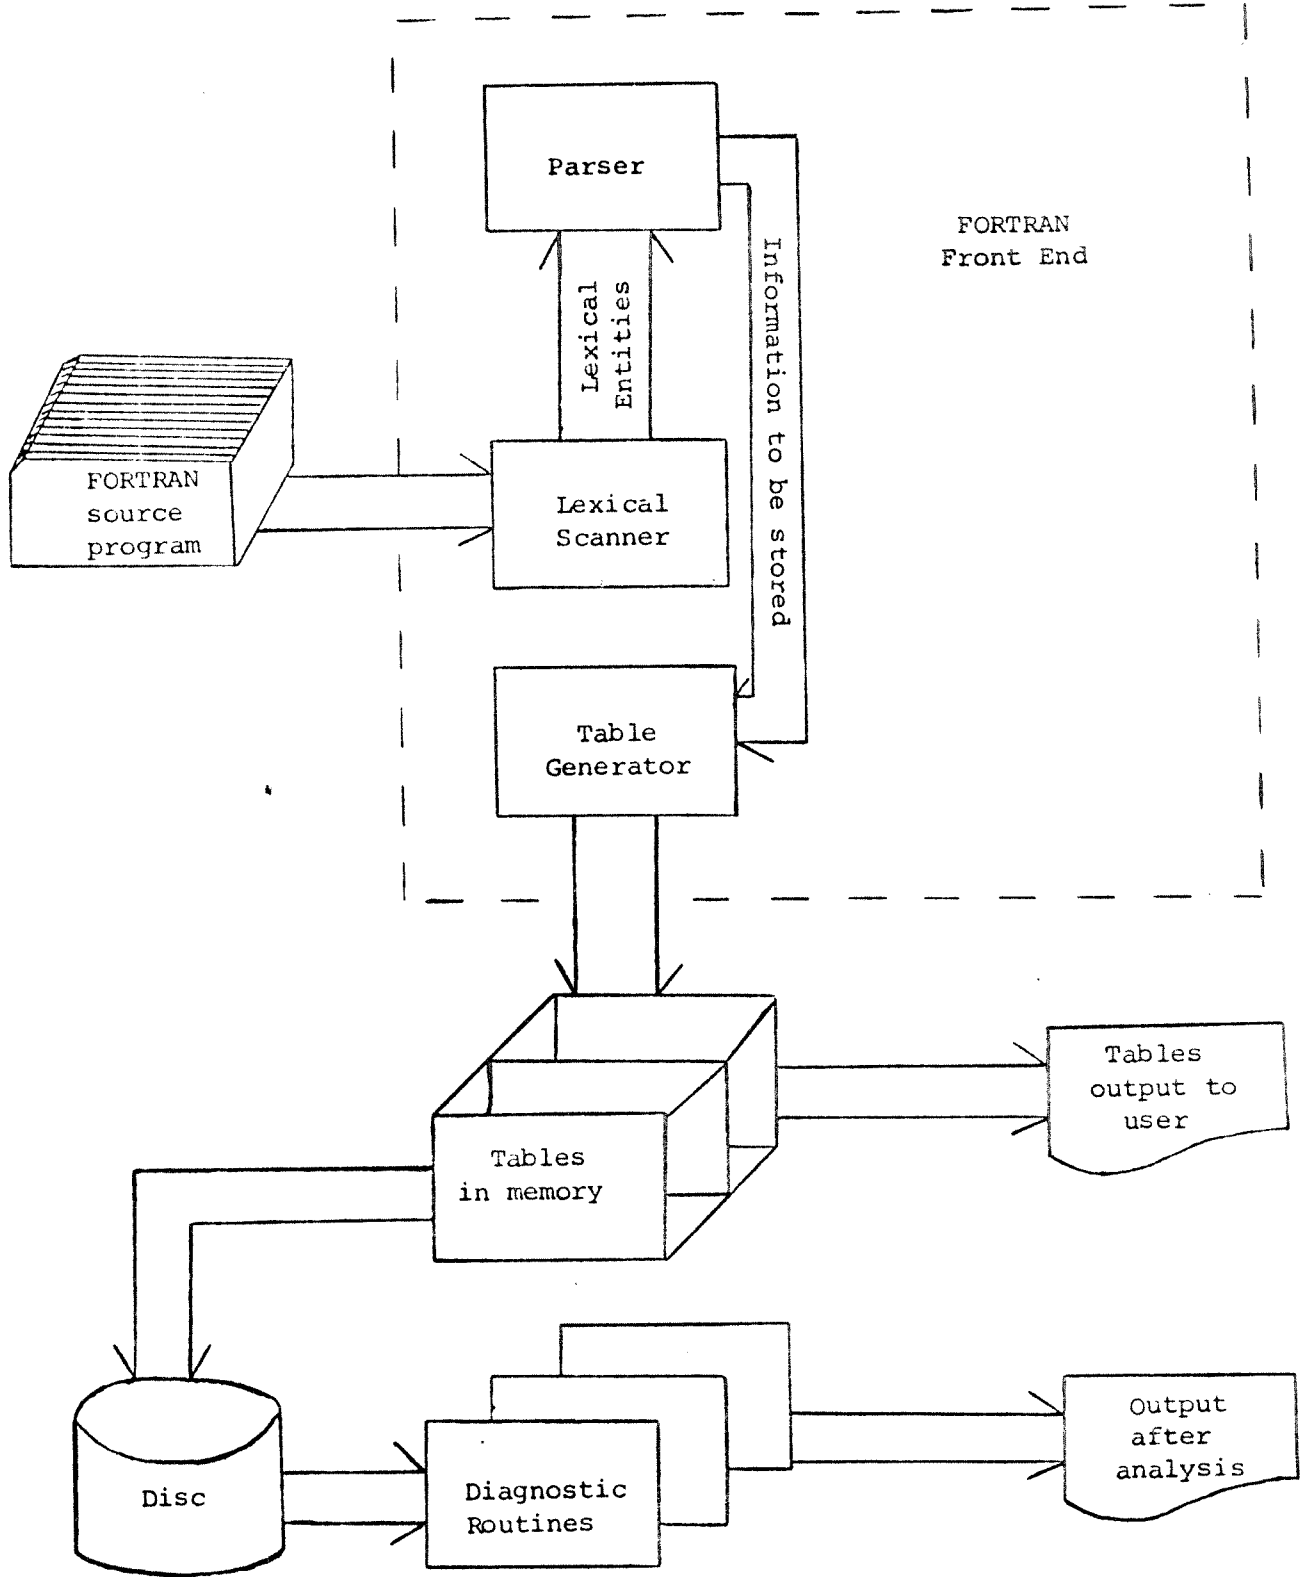 Parser
FORTRAN
Front End
Information to be stored
Lexical
Entities
FORTRAN
source
program
Lexical
Scanner
Table
Generator
Tables
output to
user
Tables
in memory
Output
after
analysis
Disc
Diagnostic
Routines